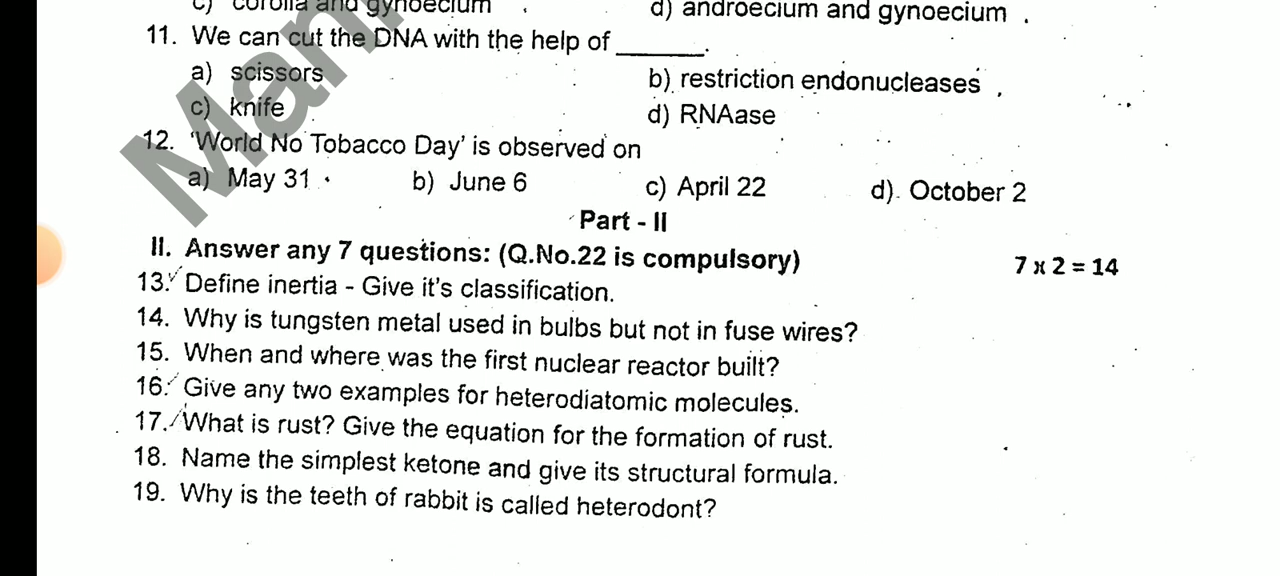 c) corolla and gynoecium d) androecium and gynoecium .
11. We can cut the DNA with the help of _______.
a) scissors b) restriction endonucleases
c) knife d) RNAase
12. 'World No Tobacco Day' is observed on
a) May 31 b) June 6 c) April 22 d) October 2
Part - II
II. Answer any 7 questions: (Q.No.22 is compulsory) 7 x 2 = 14
13. Define inertia - Give it's classification.
14. Why is tungsten metal used in bulbs but not in fuse wires?
15. When and where was the first nuclear reactor built?
16. Give any two examples for heterodiatomic molecules.
17. What is rust? Give the equation for the formation of rust.
18. Name the simplest ketone and give its structural formula.
19. Why is the teeth of rabbit is called heterodont?